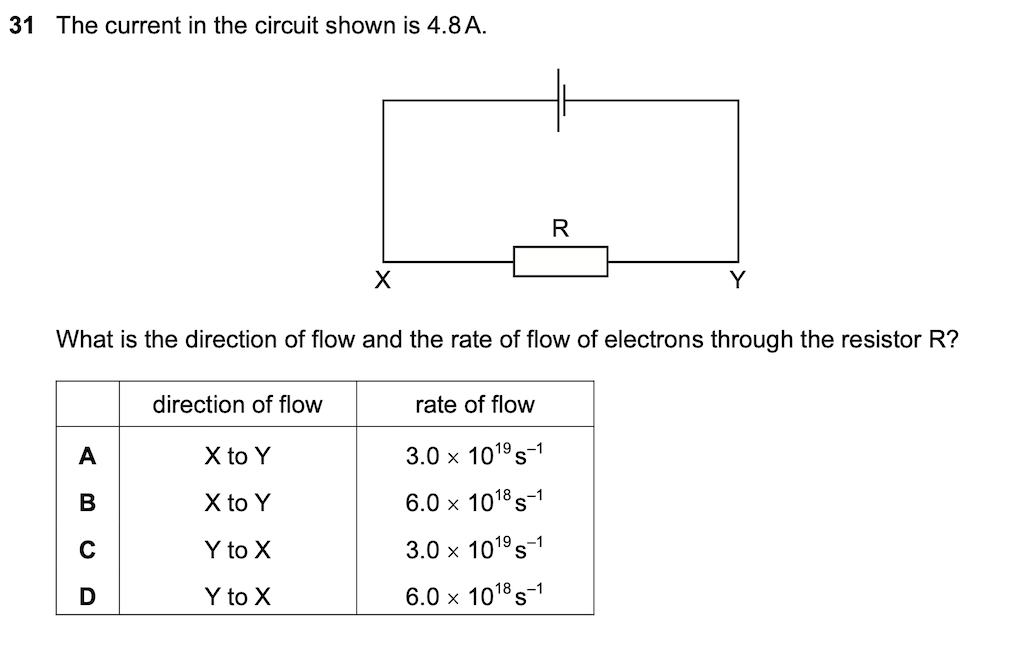 31 The current in the circuit shown is 4.8 A.
R
X
Y
What is the direction of flow and the rate of flow of electrons through the resistor R?
direction of flow rate of flow
A X to Y 3.0 × 10¹⁹ s⁻¹
B X to Y 6.0 × 10¹⁸ s⁻¹
C Y to X 3.0 × 10¹⁹ s⁻¹
D Y to X 6.0 × 10¹⁸ s⁻¹